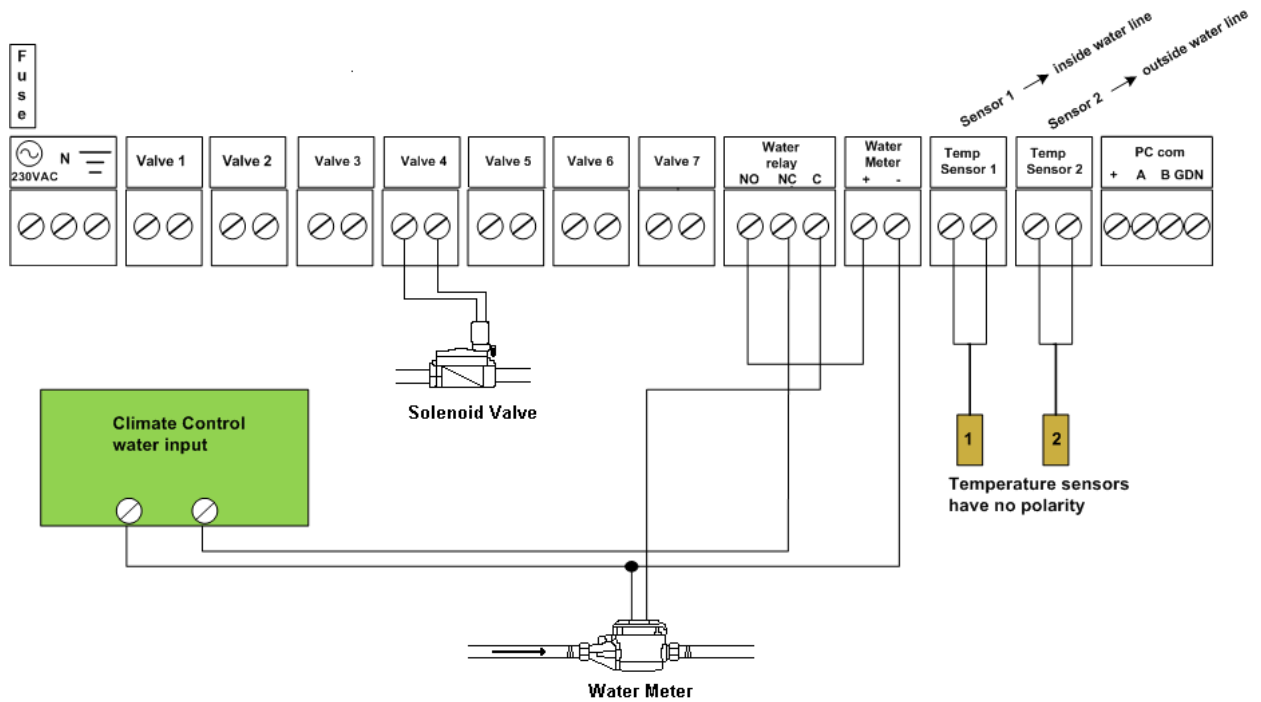 Sensor 1 → inside water line
Sensor 2 → outside water line
F
u
s
e
N
230VAC
Valve 1
Valve 2
Valve 3
Valve 4
Valve 5
Valve 6
Valve 7
Water
relay
NO NC C
Water
Meter
+ -
Temp
Sensor 1
Temp
Sensor 2
PC com
+ A B GDN
Solenoid Valve
Climate Control
water input
1
2
Temperature sensors
have no polarity
Water Meter